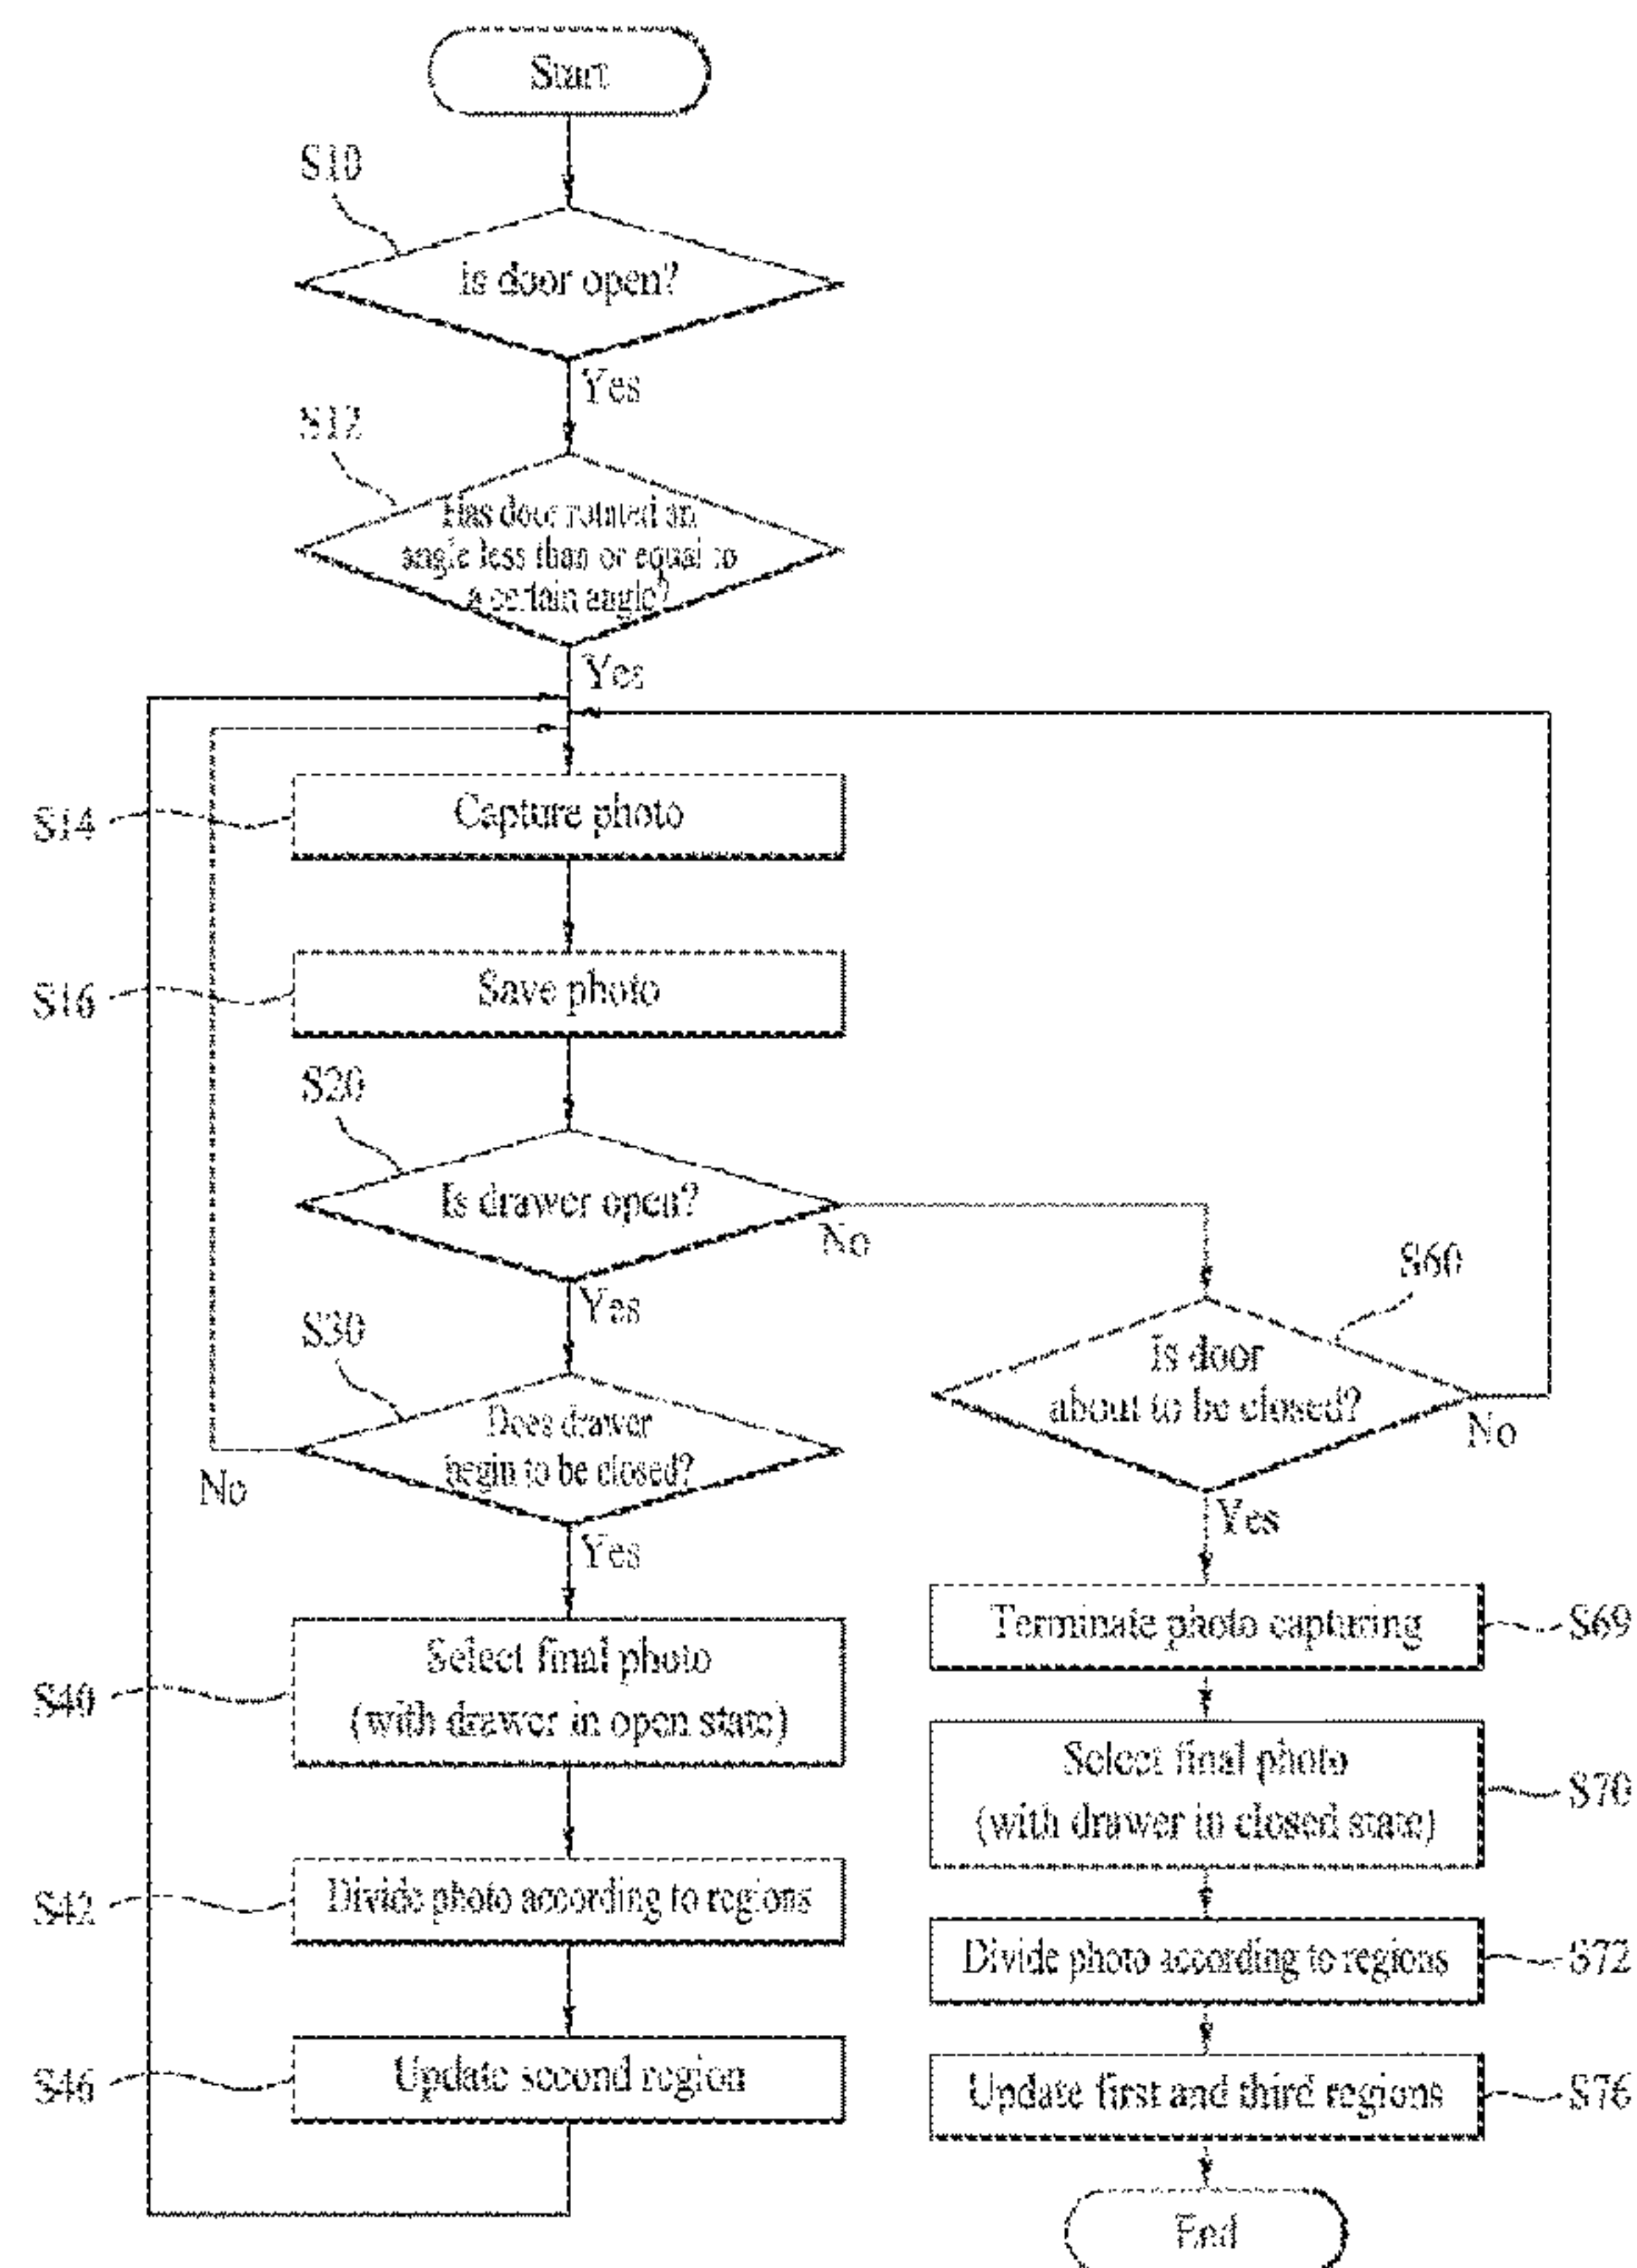 Start
S10
is door open?
Yes
S12
Has door rotated an
angle less than or equal to
a certain angle?
Yes
S14
Capture photo
S16
Save photo
S20
Is drawer open?
No
Yes
S30
Does drawer
begin to be closed?
No
Yes
S40
Select final photo
(with drawer in open state)
S42
Divide photo according to regions
S46
Update second region
S60
Is door
about to be closed?
No
Yes
Terminate photo capturing
S69
Select final photo
(with drawer in closed state)
S70
Divide photo according to regions
S72
Update first and third regions
S76
End